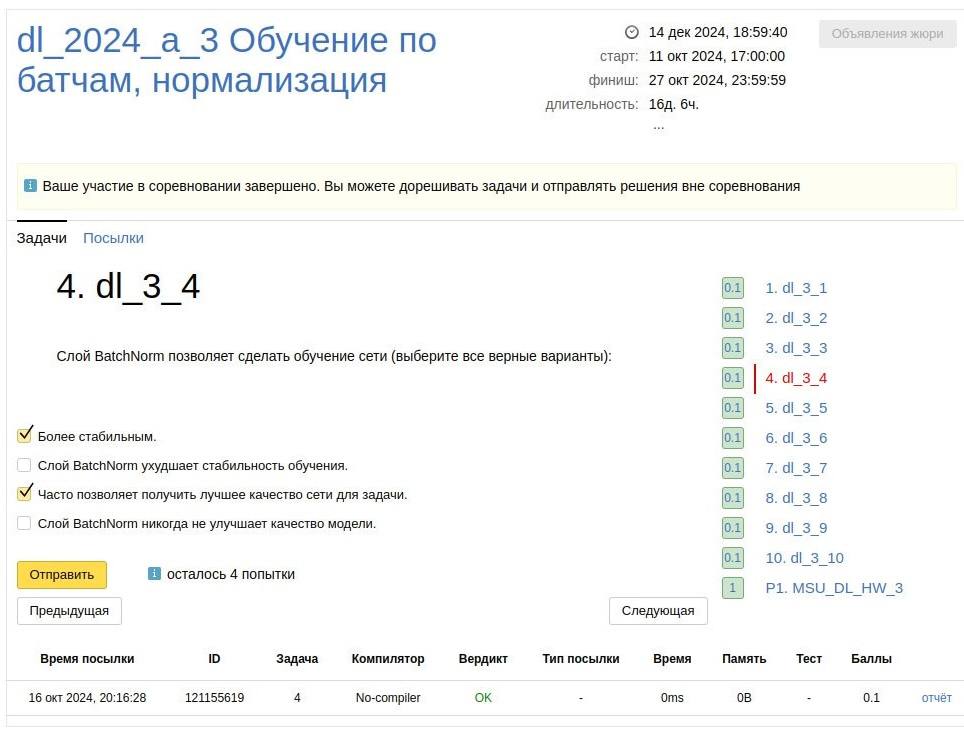 dl_2024_a_3 Обучение по
батчам, нормализация
14 дек 2024, 18:59:40
старт: 11 окт 2024, 17:00:00
финиш: 27 окт 2024, 23:59:59
длительность: 16д. 6ч.
...
Объявления жюри
Ваше участие в соревновании завершено. Вы можете дорешивать задачи и отправлять решения вне соревнования
Задачи Посылки
4. dl_3_4
Слой BatchNorm позволяет сделать обучение сети (выберите все верные варианты):
Более стабильным.
Слой BatchNorm ухудшает стабильность обучения.
Часто позволяет получить лучшее качество сети для задачи.
Слой BatchNorm никогда не улучшает качество модели.
Отправить осталось 4 попытки
Предыдущая Следующая
0.1 1. dl_3_1
0.1 2. dl_3_2
0.1 3. dl_3_3
0.1 4. dl_3_4
0.1 5. dl_3_5
0.1 6. dl_3_6
0.1 7. dl_3_7
0.1 8. dl_3_8
0.1 9. dl_3_9
0.1 10. dl_3_10
1 P1. MSU_DL_HW_3
Время посылки ID Задача Компилятор Вердикт Тип посылки Время Память Тест Баллы
16 окт 2024, 20:16:28 121155619 4 No-compiler OK - 0ms 0B - 0.1 отчёт